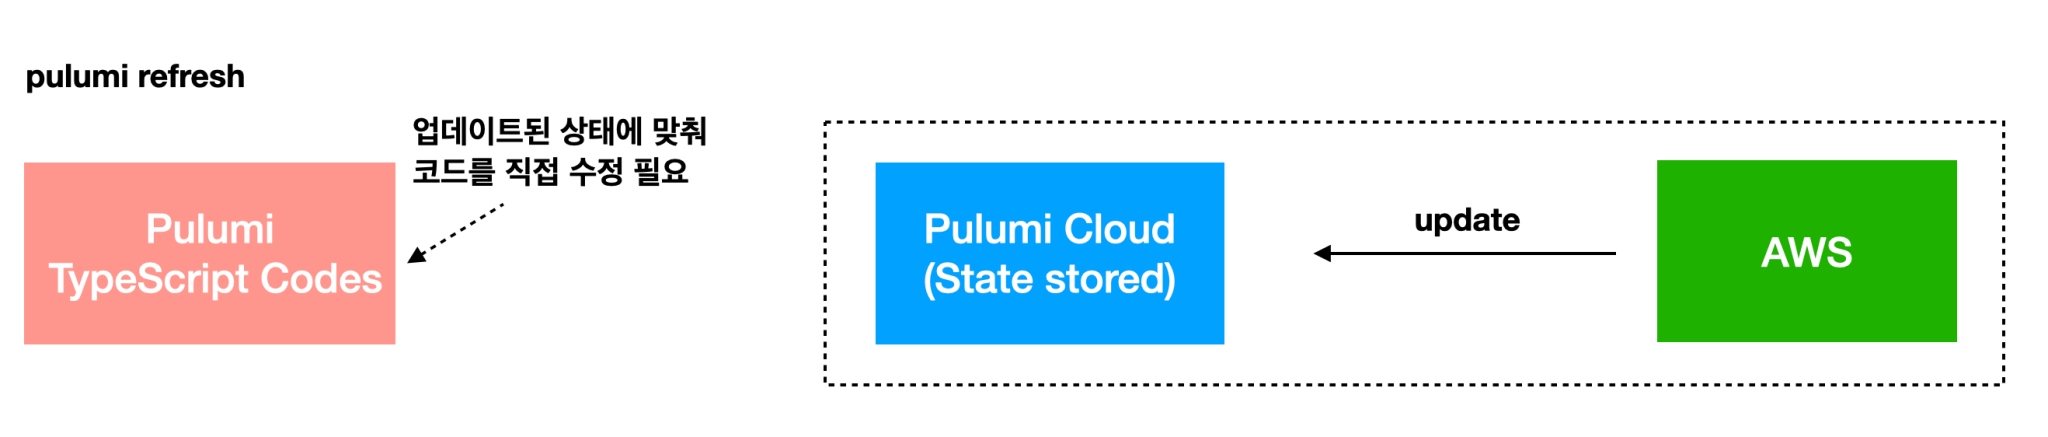 pulumi refresh
업데이트된 상태에 맞춰
코드를 직접 수정 필요
Pulumi
TypeScript Codes
Pulumi Cloud
(State stored)
update
AWS